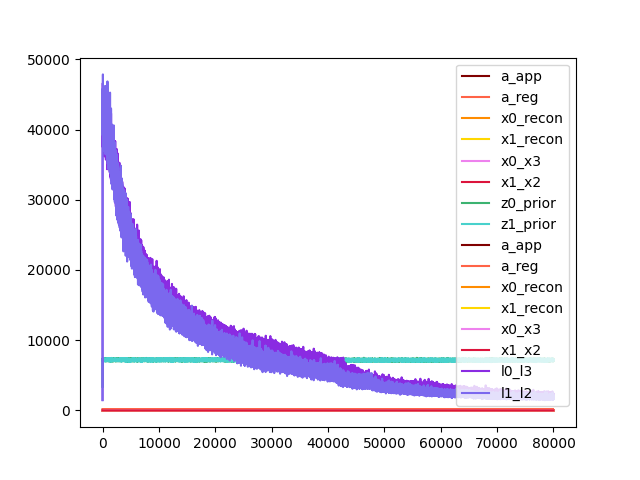 50000
40000
30000
20000
10000
0
0 10000 20000 30000 40000 50000 60000 70000 80000
a_app
a_reg
x0_recon
x1_recon
x0_x3
x1_x2
z0_prior
z1_prior
a_app
a_reg
x0_recon
x1_recon
x0_x3
x1_x2
l0_l3
l1_l2